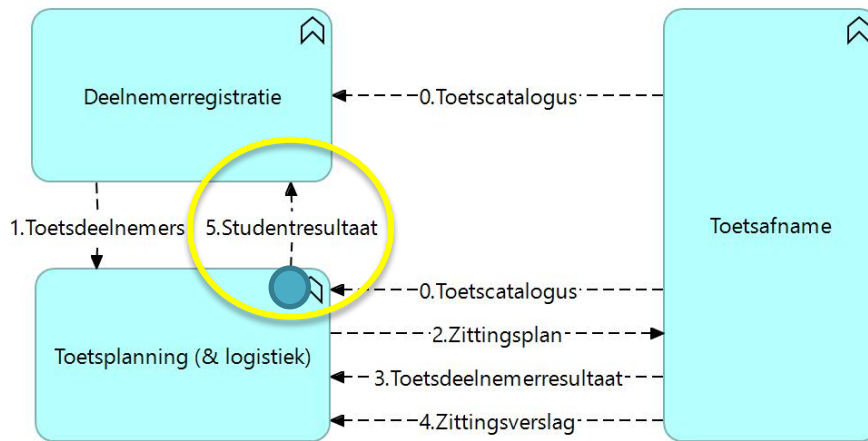 Deelnemerregistratie
0.Toetscatalogus
1.Toetsdeelnemers
5.Studentresultaat
Toetsafname
0.Toetscatalogus
2.Zittingsplan
Toetsplanning (& logistiek)
3.Toetsdeelnemerresultaat
4.Zittingsverslag